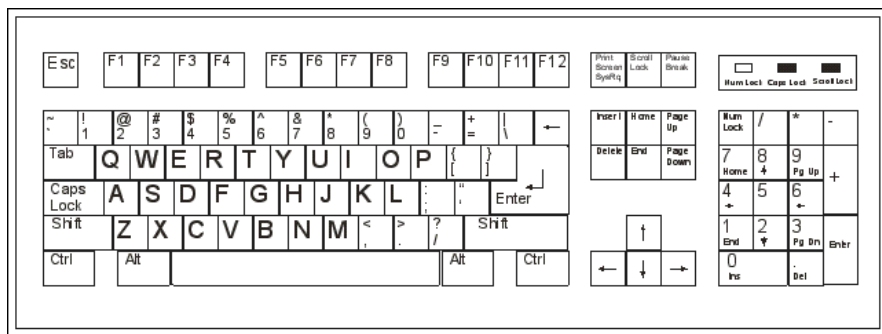 Esc F1 F2 F3 F4 F5 F6 F7 F8 F9 F10 F11 F12 Print Screen SysRq Scroll Lock Pause Break
Num Lock Caps Lock Scroll Lock
~ ` ! 1 @ 2 # 3 $ 4 % 5 ^ 6 & 7 * 8 ( 9 ) 0 _ - + = | \ ← Insert Home Page Up Num Lock / * -
Tab Q W E R T Y U I O P { [ } ] Delete End Page Down 7 Home 8 ↑ 9 Pg Up +
Caps Lock A S D F G H J K L : ; " ' Enter 4 ← 5 6 ←
Shift Z X C V B N M < , > . ? / Shift ↑ 1 End 2 ↓ 3 Pg Dn Enter
Ctrl Alt Alt Ctrl ← ↓ → 0 Ins . Del